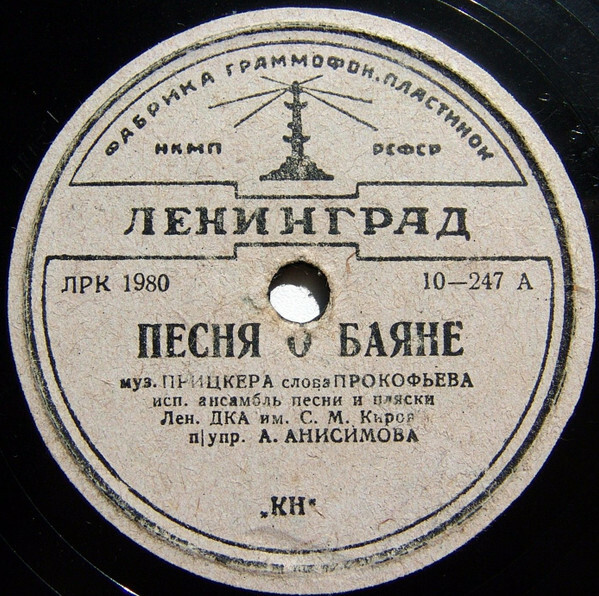 ФАБРИКА ГРАММОФОН. ПЛАСТИНОК
НКМП РСФСР
ЛЕНИНГРАД
ЛРК 1980 10—247 А
ПЕСНЯ О БАЯНЕ
муз. ПРИЦКЕРА слова ПРОКОФЬЕВА
исп. ансамбль песни и пляски
Лен. ДКА им. С. М. Кирова
п|упр. А. АНИСИМОВА
„КН“